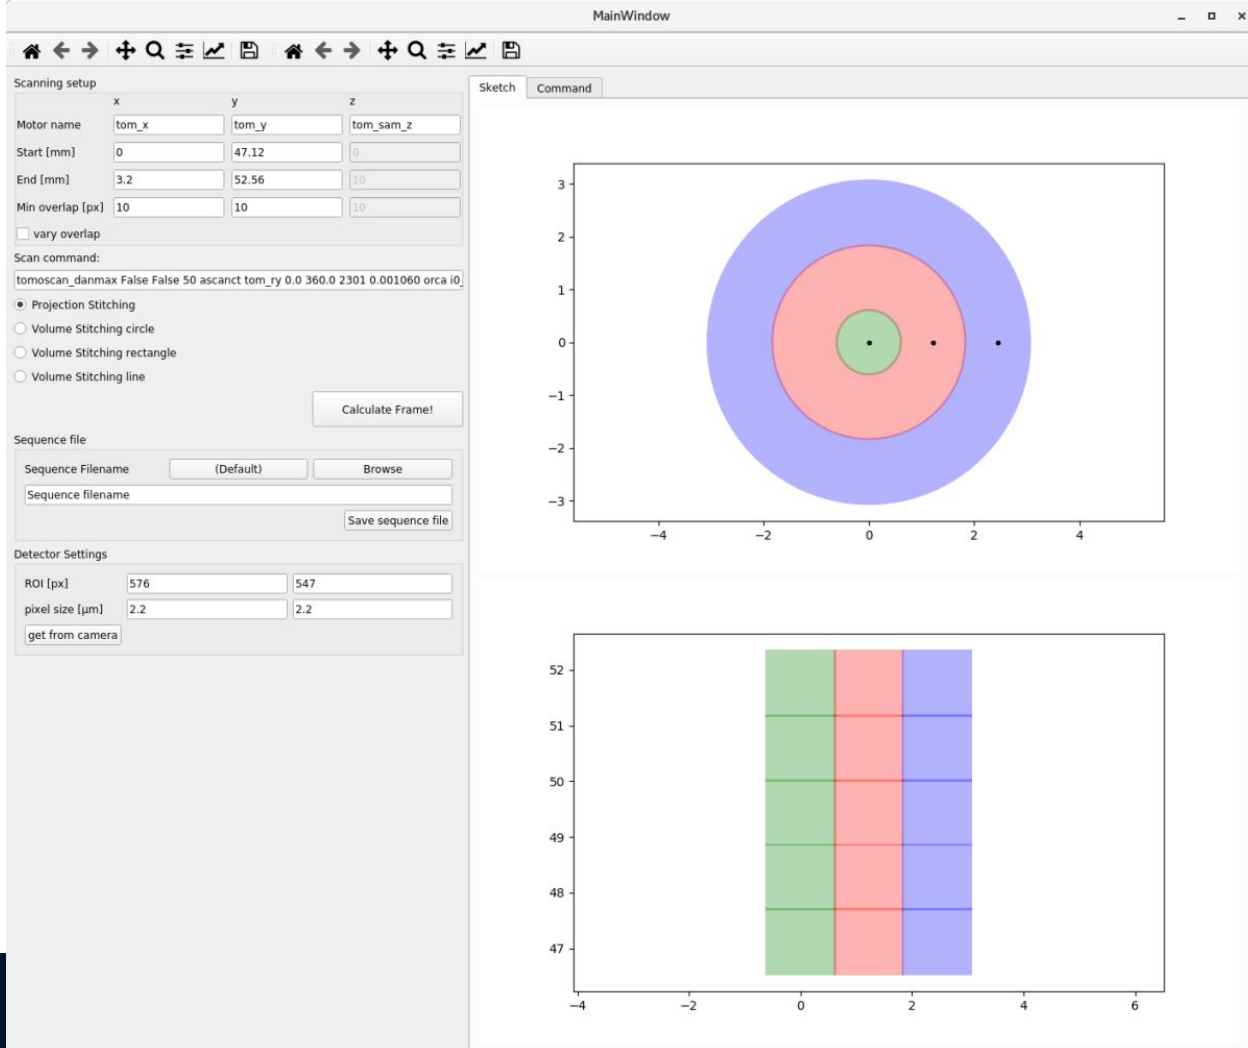 MainWindow
Scanning setup
x y z
Motor name tom_x tom_y tom_sam_z
Start [mm] 0 47.12 0
End [mm] 3.2 52.56 10
Min overlap [px] 10 10 10
vary overlap
Scan command:
tomoscan_danmax False False 50 ascanct tom_ry 0.0 360.0 2301 0.001060 orca i0_
Projection Stitching
Volume Stitching circle
Volume Stitching rectangle
Volume Stitching line
Calculate Frame!
Sequence file
Sequence Filename (Default) Browse
Sequence filename
Save sequence file
Detector Settings
ROI [px] 576 547
pixel size [μm] 2.2 2.2
get from camera
Sketch Command
3
2
1
0
−1
−2
−3
−4 −2 0 2 4
52
51
50
49
48
47
−4 −2 0 2 4 6